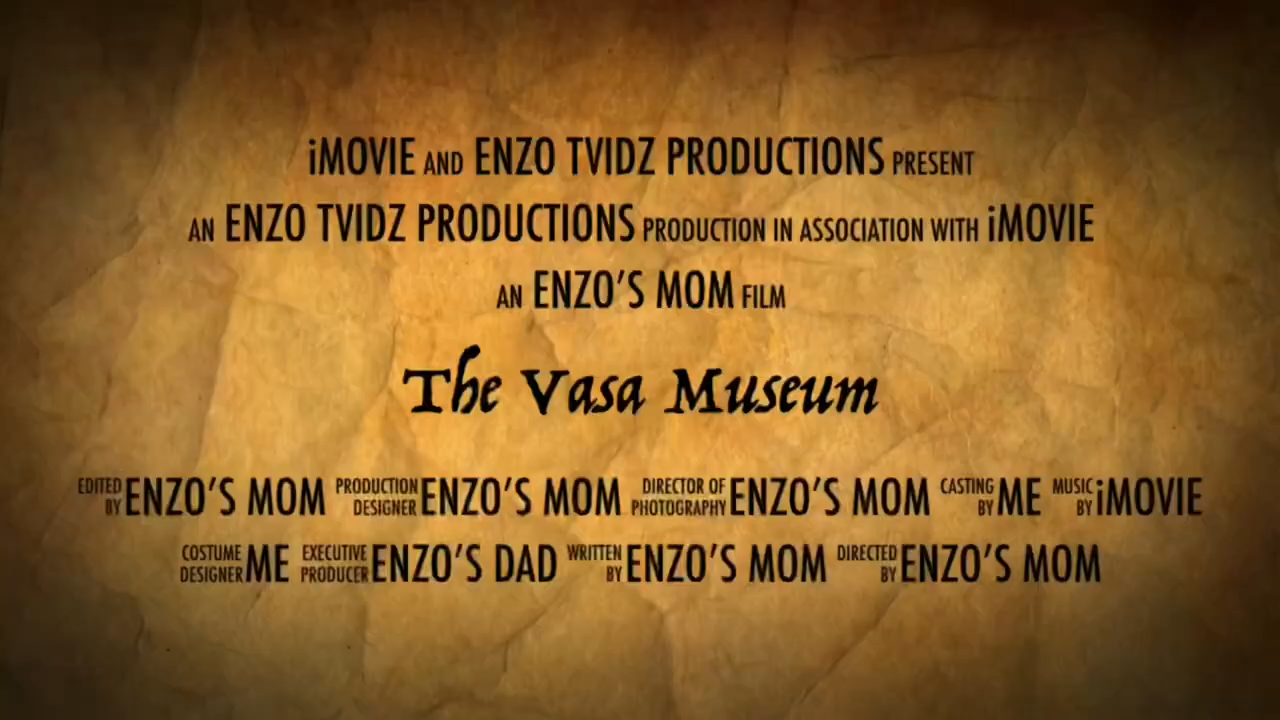 iMOVIE AND ENZO TVIDZ PRODUCTIONS PRESENT
AN ENZO TVIDZ PRODUCTIONS PRODUCTION IN ASSOCIATION WITH iMOVIE
AN ENZO'S MOM FILM
The Vasa Museum
EDITED BY ENZO'S MOM PRODUCTION DESIGNER ENZO'S MOM DIRECTOR OF PHOTOGRAPHY ENZO'S MOM CASTING BY ME MUSIC BY iMOVIE
COSTUME DESIGNER ME EXECUTIVE PRODUCER ENZO'S DAD WRITTEN BY ENZO'S MOM DIRECTED BY ENZO'S MOM